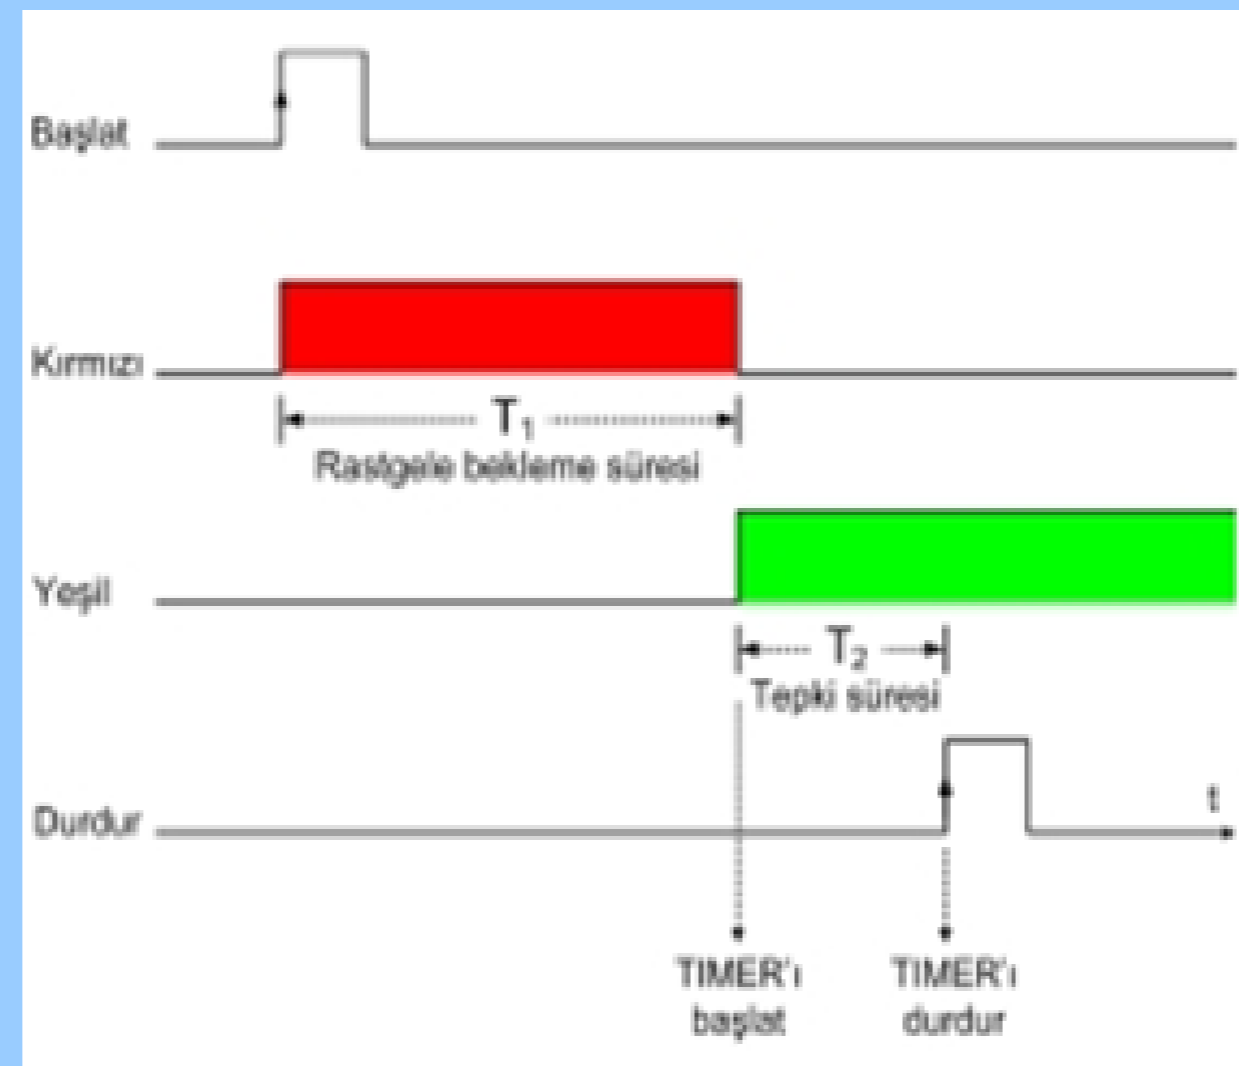 Başlat
Kırmızı
T₁
Rastgele bekleme süresi
Yeşil
T₂
Tepki süresi
t
Durdur
TIMER'ı
başlat
TIMER'ı
durdur